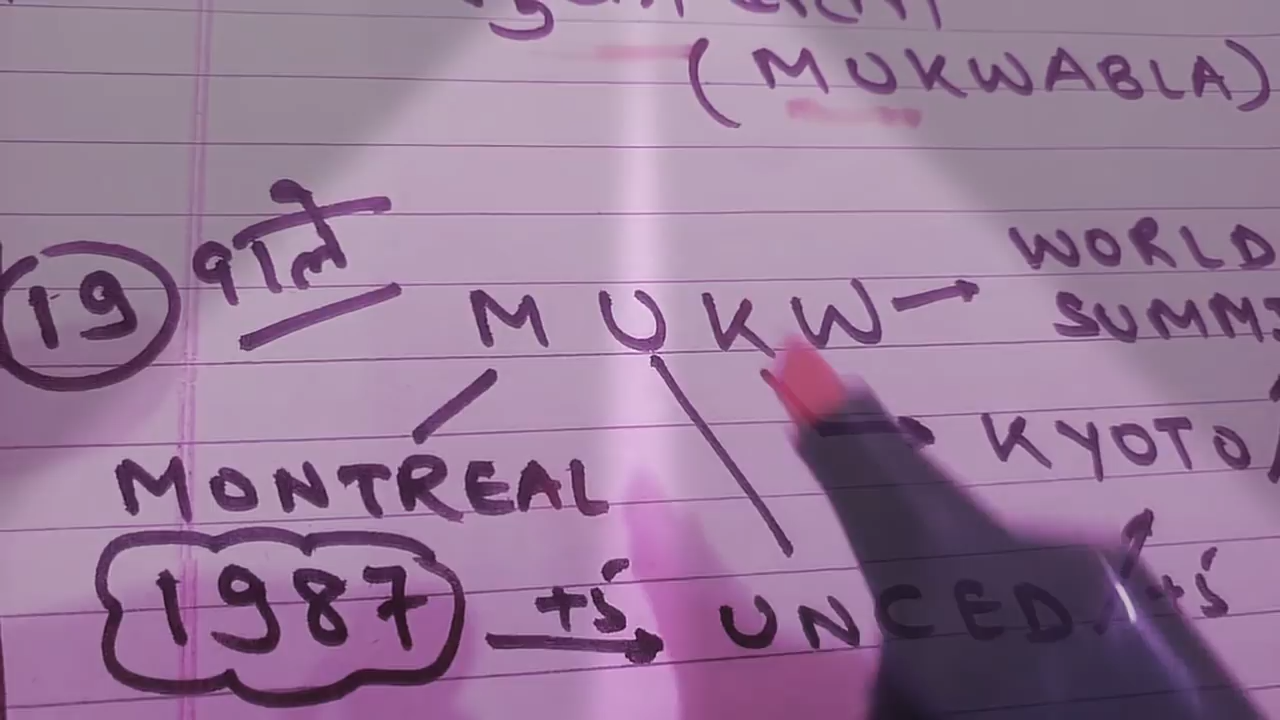 (MUKWABLA)
19 वाले MUKW → WORLD
SUMMI
→ KYOTO/
MONTREAL
1987 +5 → UNCED/ +5